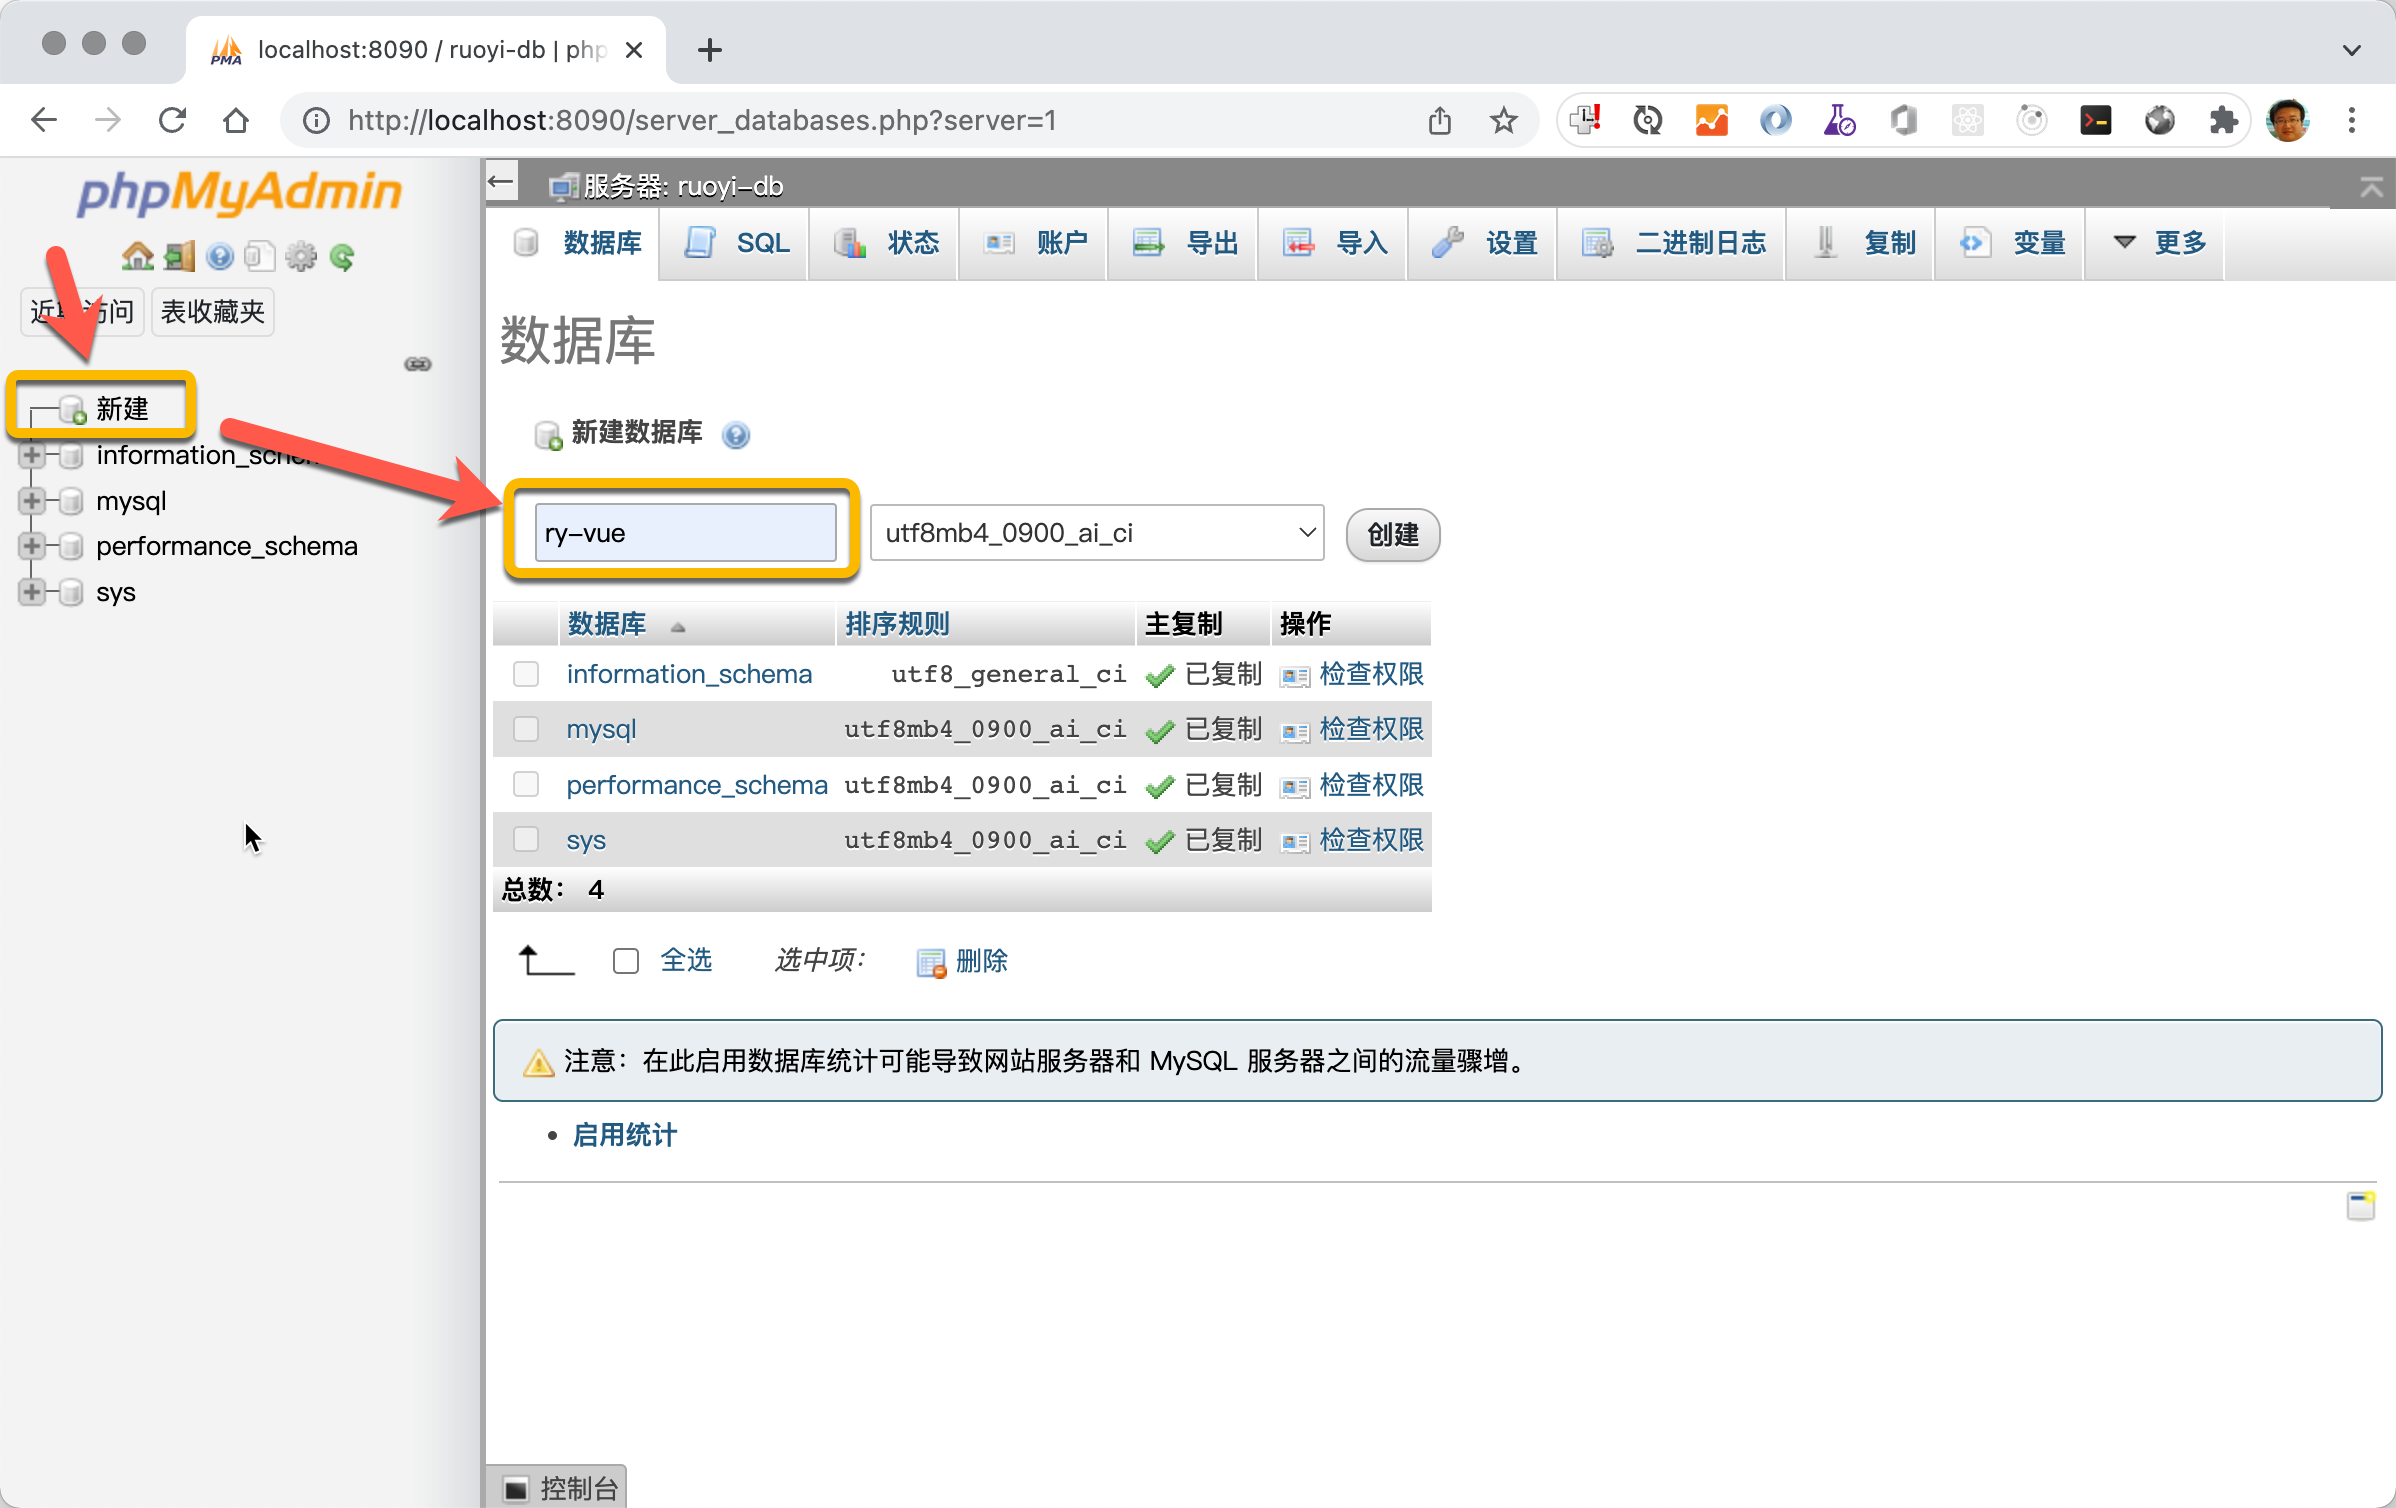 localhost:8090 / ruoyi-db | php
http://localhost:8090/server_databases.php?server=1
phpMyAdmin
服务器: ruoyi-db
数据库 SQL 状态 账户 导出 导入 设置 二进制日志 复制 变量 更多
表收藏夹
数据库
新建
information_sche
mysql
performance_schema
sys
新建数据库
ry-vue
utf8mb4_0900_ai_ci
创建
数据库 排序规则 主复制 操作
information_schema utf8_general_ci 已复制 检查权限
mysql utf8mb4_0900_ai_ci 已复制 检查权限
performance_schema utf8mb4_0900_ai_ci 已复制 检查权限
sys utf8mb4_0900_ai_ci 已复制 检查权限
总数: 4
全选 选中项: 删除
注意：在此启用数据库统计可能导致网站服务器和 MySQL 服务器之间的流量骤增。
启用统计
控制台